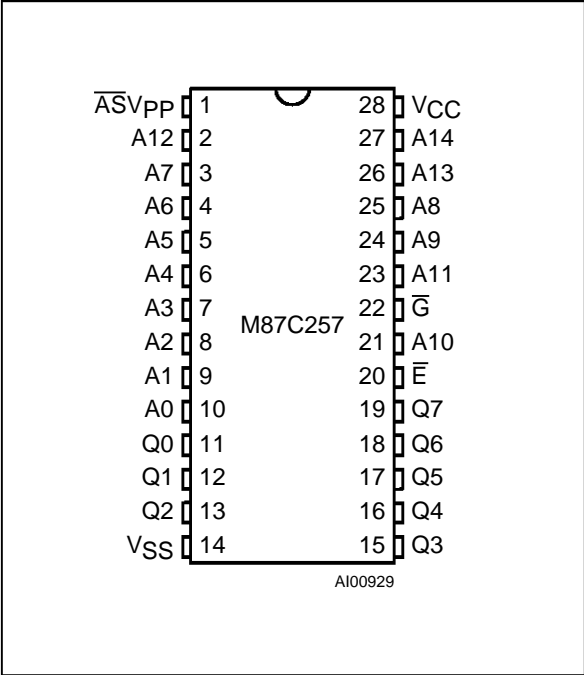 A̅S̅VPP 1 28 VCC
A12 2 27 A14
A7 3 26 A13
A6 4 25 A8
A5 5 24 A9
A4 6 23 A11
A3 7 22 G̅
M87C257
A2 8 21 A10
A1 9 20 E̅
A0 10 19 Q7
Q0 11 18 Q6
Q1 12 17 Q5
Q2 13 16 Q4
VSS 14 15 Q3
AI00929